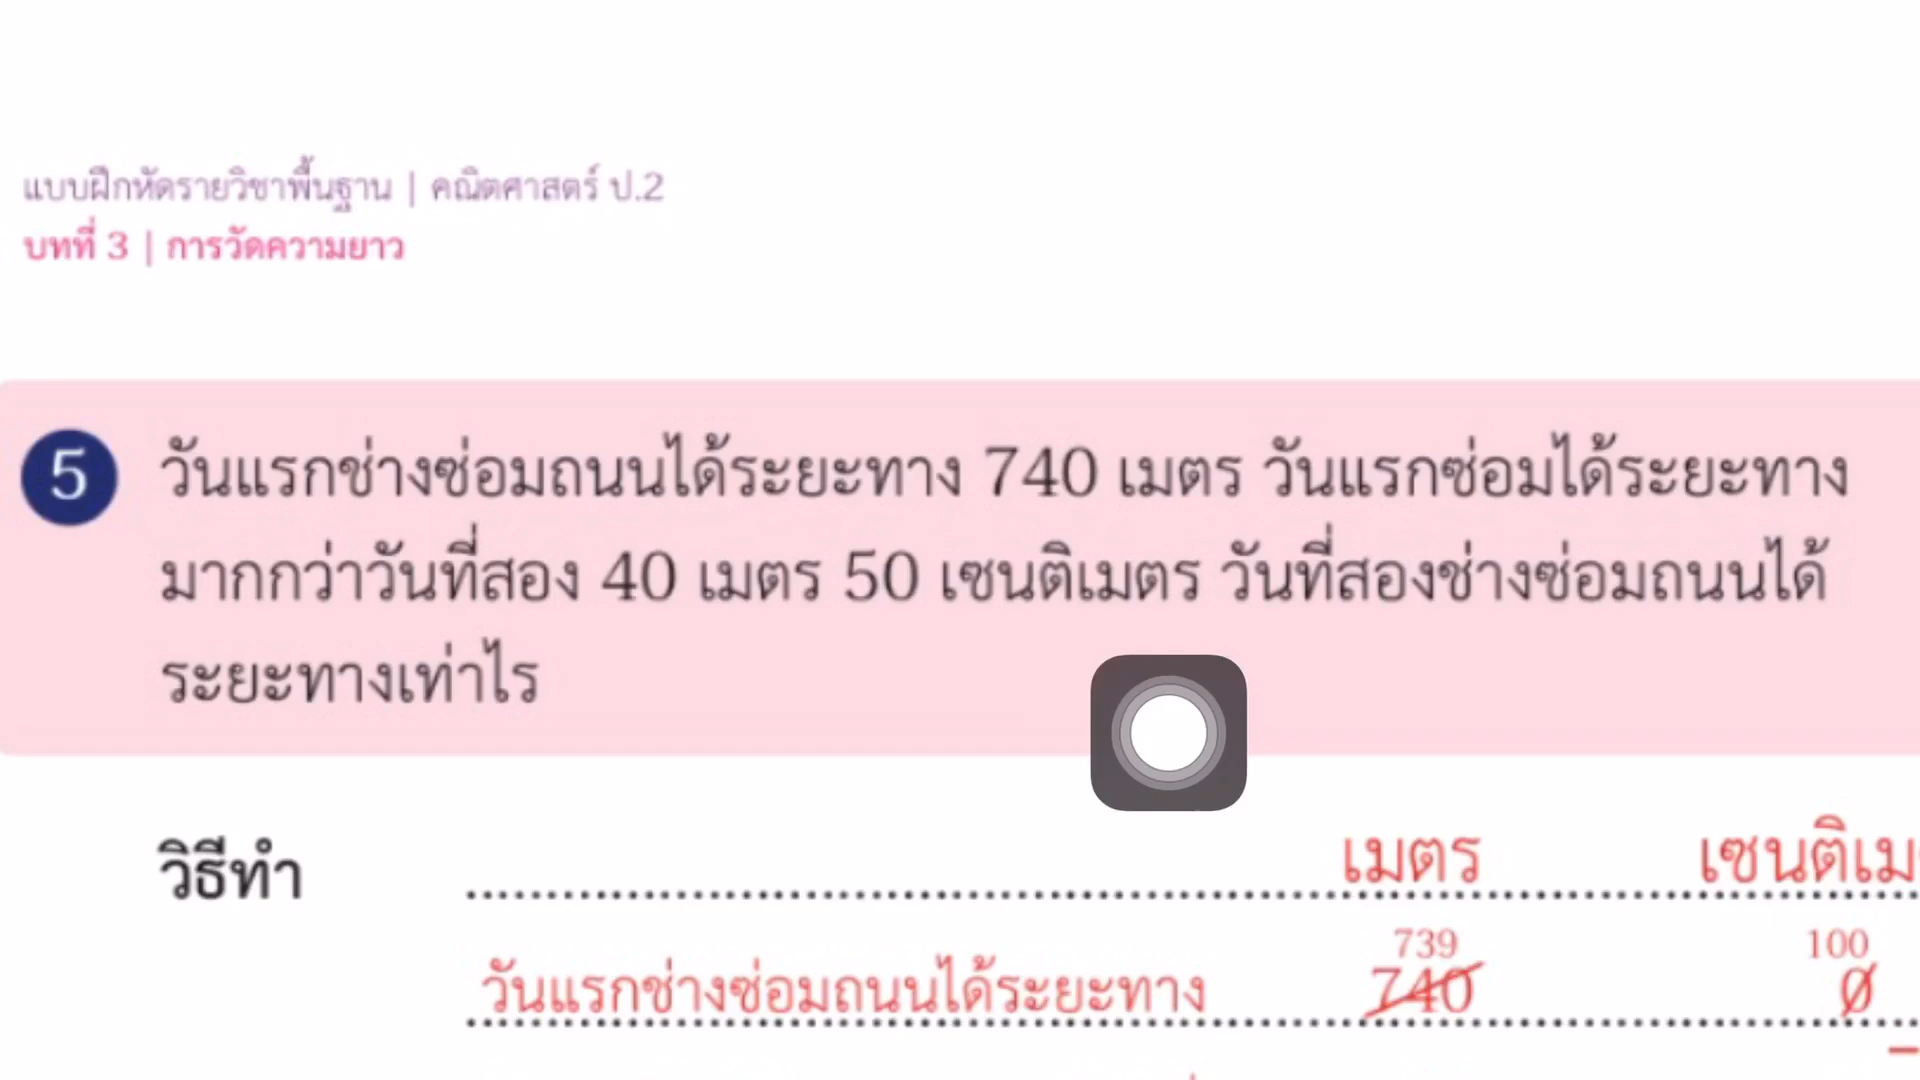 แบบฝึกหัดรายวิชาพื้นฐาน | คณิตศาสตร์ ป.2
บทที่ 3 | การวัดความยาว
5 วันแรกช่างซ่อมถนนได้ระยะทาง 740 เมตร วันแรกซ่อมได้ระยะทาง
มากกว่าวันที่สอง 40 เมตร 50 เซนติเมตร วันที่สองช่างซ่อมถนนได้
ระยะทางเท่าไร
วิธีทำ เมตร เซนติเม
739 100
วันแรกช่างซ่อมถนนได้ระยะทาง 740 0